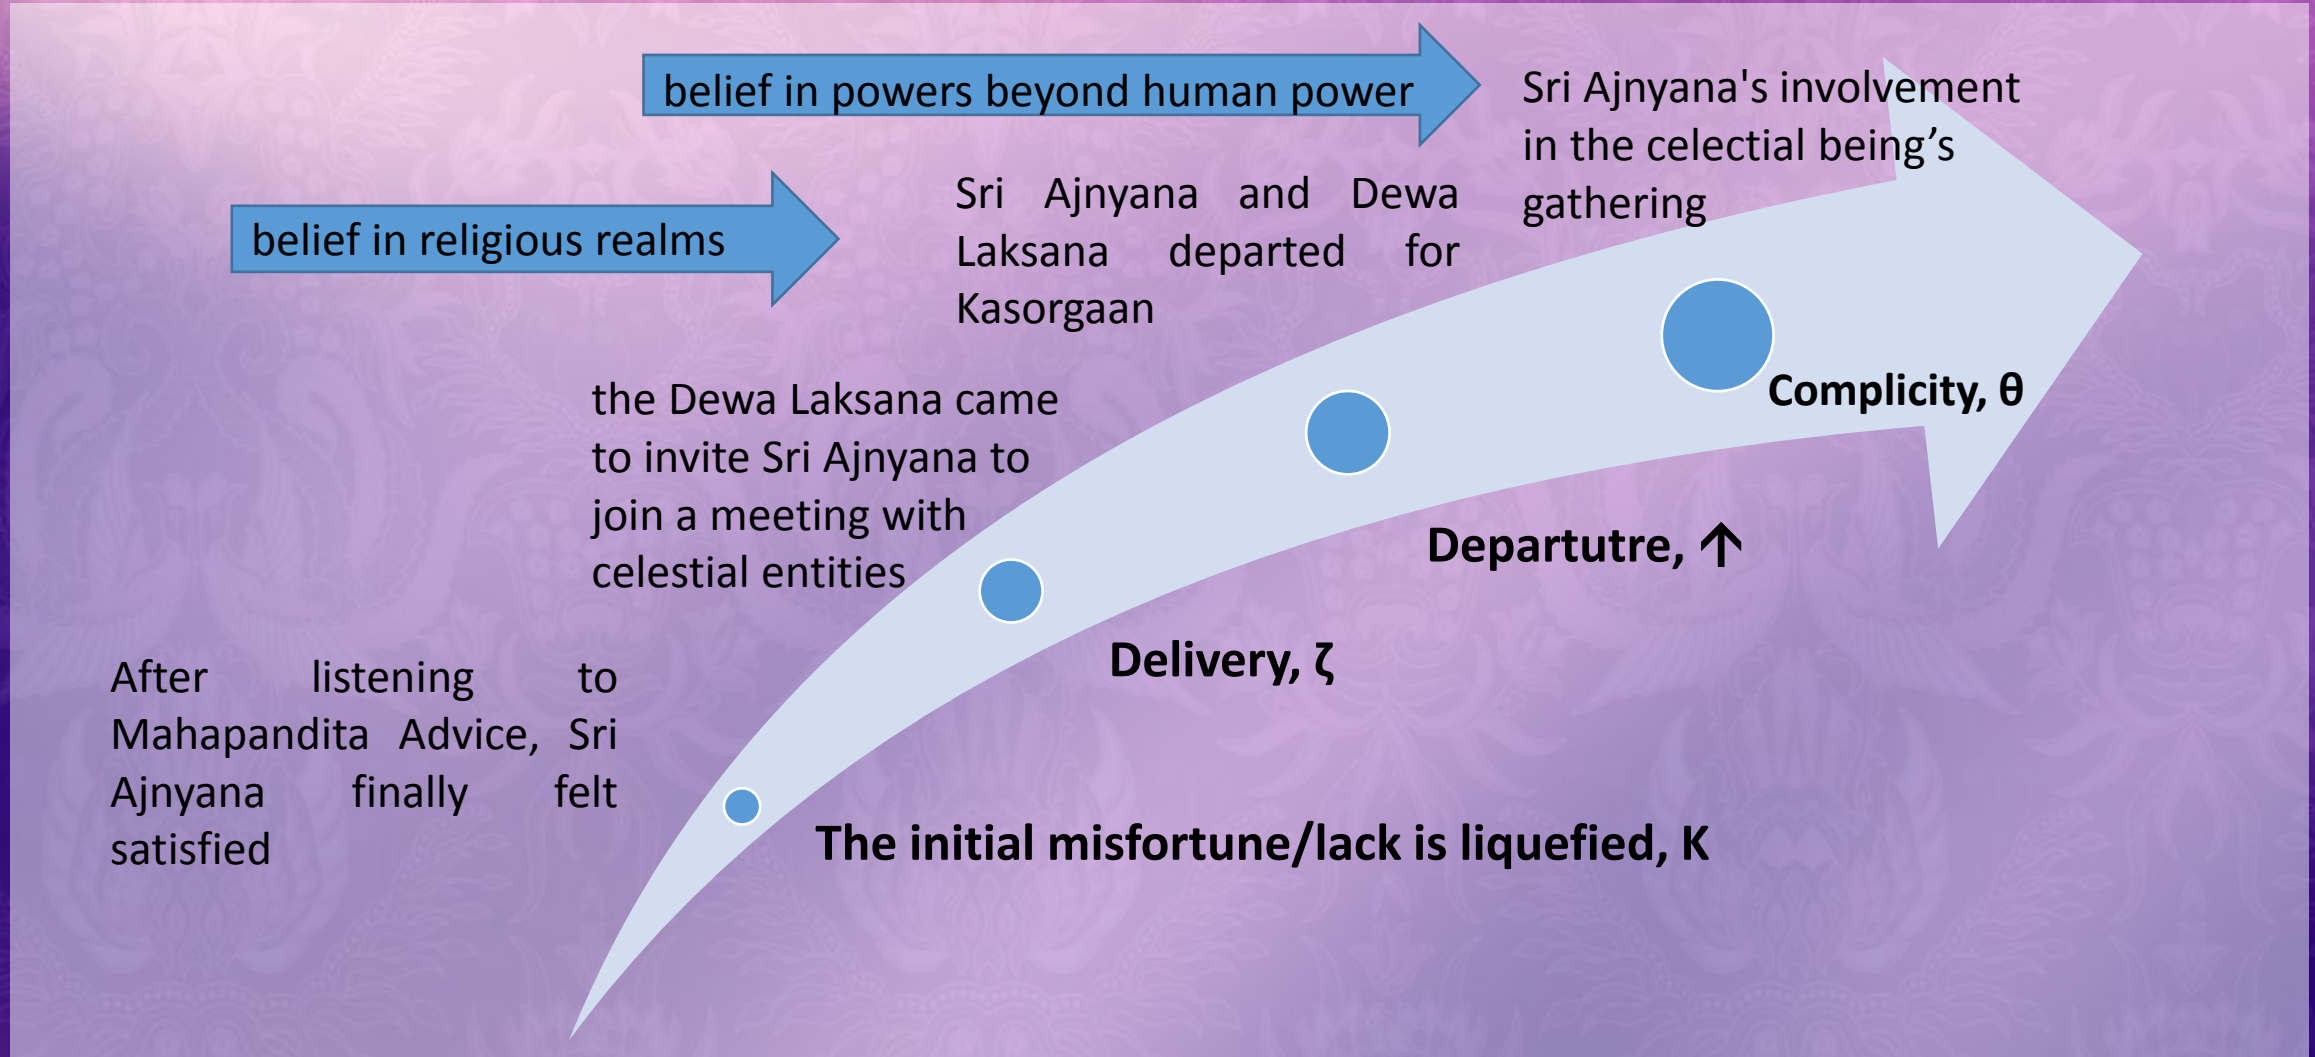 belief in powers beyond human power
Sri Ajnyana's involvement
in the celectial being’s
gathering
belief in religious realms
Sri Ajnyana and Dewa
Laksana departed for
Kasorgaan
Complicity, θ
the Dewa Laksana came
to invite Sri Ajnyana to
join a meeting with
celestial entities
Departutre, ↑
Delivery, ζ
After listening to
Mahapandita Advice, Sri
Ajnyana finally felt
satisfied
The initial misfortune/lack is liquefied, K